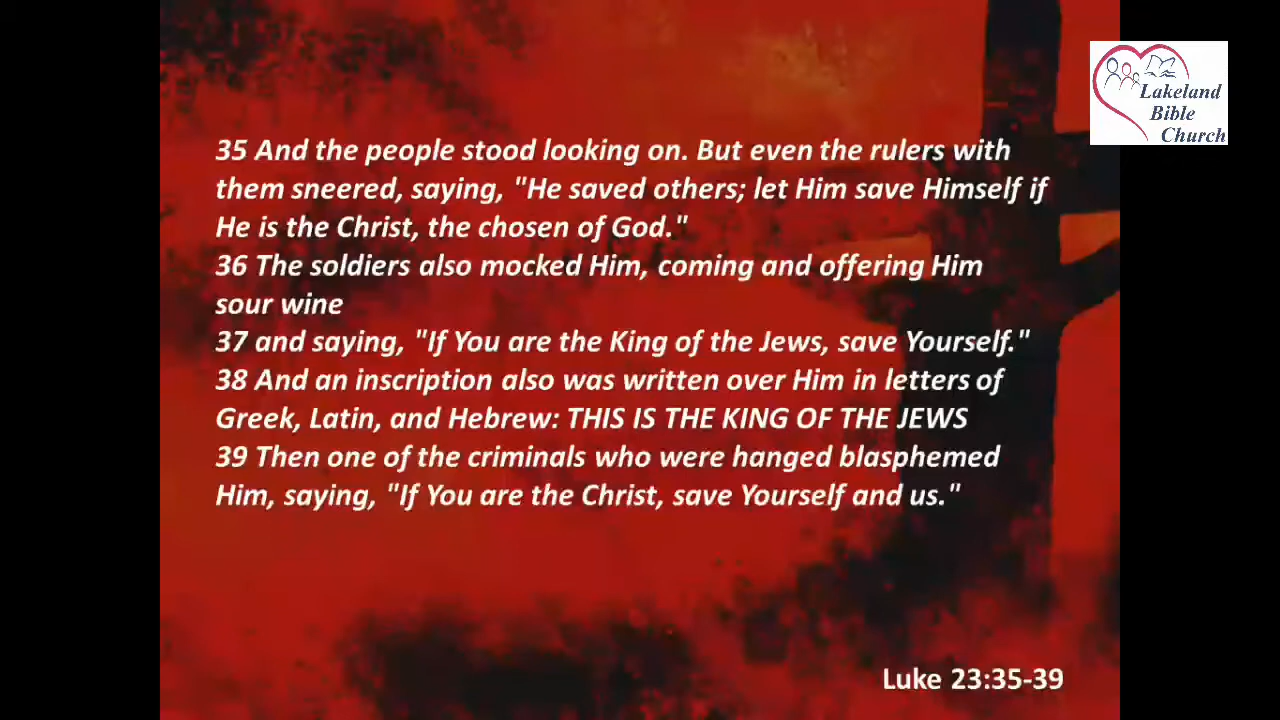 Lakeland
Bible
Church
35 And the people stood looking on. But even the rulers with
them sneered, saying, "He saved others; let Him save Himself if
He is the Christ, the chosen of God."
36 The soldiers also mocked Him, coming and offering Him
sour wine
37 and saying, "If You are the King of the Jews, save Yourself."
38 And an inscription also was written over Him in letters of
Greek, Latin, and Hebrew: THIS IS THE KING OF THE JEWS
39 Then one of the criminals who were hanged blasphemed
Him, saying, "If You are the Christ, save Yourself and us."
Luke 23:35-39